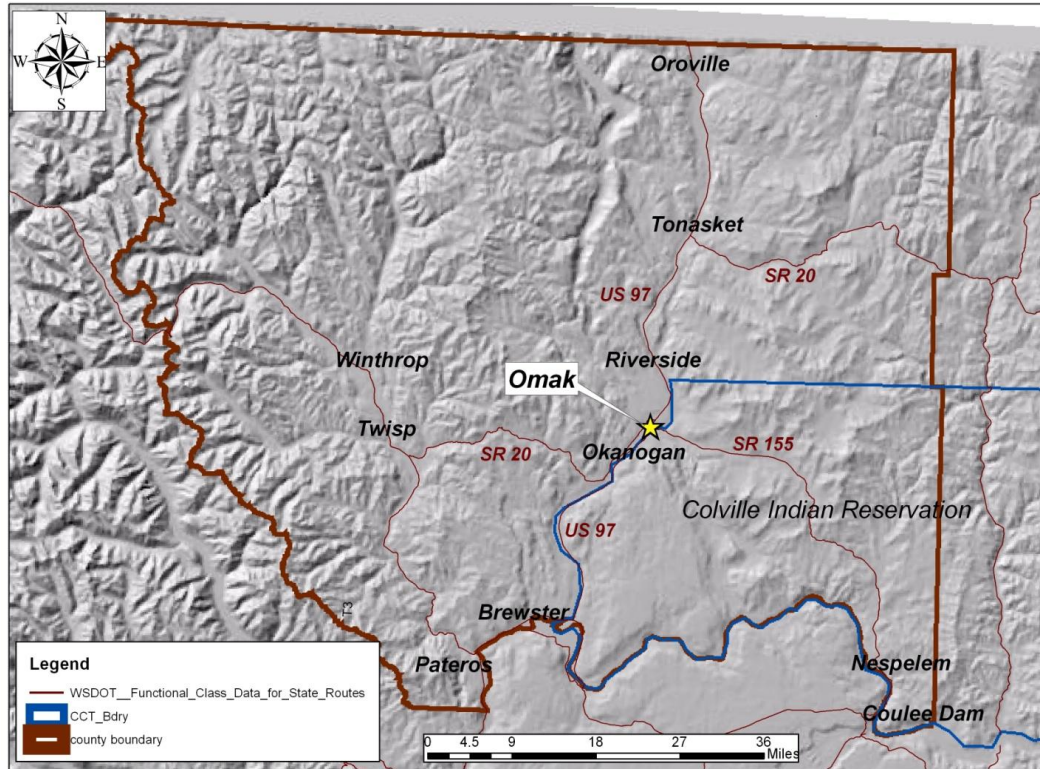 N
W E
S
Oroville
Tonasket
SR 20
US 97
Winthrop
Riverside
Omak
Twisp
Okanogan
SR 155
SR 20
Colville Indian Reservation
US 97
T3
Brewster
Pateros
Nespelem
Coulee Dam
Legend
WSDOT__Functional_Class_Data_for_State_Routes
CCT_Bdry
county boundary
0 4.5 9 18 27 36
Miles